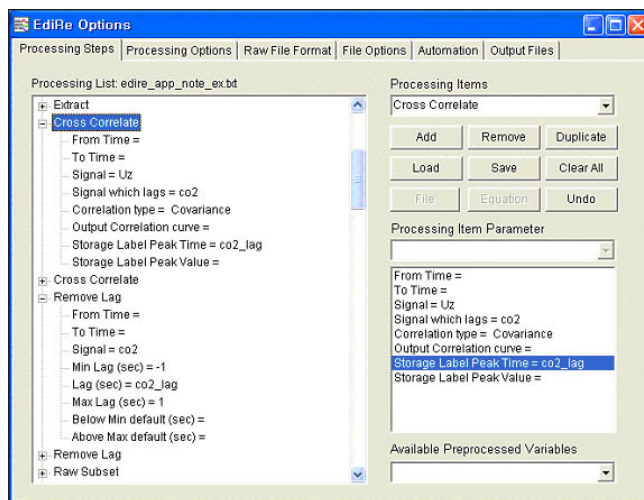 EdiRe Options
Processing Steps
Processing Options
Raw File Format
File Options
Automation
Output Files
Processing List: edire_app_note_ex.txt
Extract
Cross Correlate
From Time =
To Time =
Signal = Uz
Signal which lags = co2
Correlation type = Covariance
Output Correlation curve =
Storage Label Peak Time = co2_lag
Storage Label Peak Value =
Cross Correlate
Remove Lag
From Time =
To Time =
Signal = co2
Min Lag (sec) = -1
Lag (sec) = co2_lag
Max Lag (sec) = 1
Below Min default (sec) =
Above Max default (sec) =
Remove Lag
Raw Subset
Processing Items
Cross Correlate
Add
Remove
Duplicate
Load
Save
Clear All
File
Equation
Undo
Processing Item Parameter
From Time =
To Time =
Signal = Uz
Signal which lags = co2
Correlation type = Covariance
Output Correlation curve =
Storage Label Peak Time = co2_lag
Storage Label Peak Value =
Available Preprocessed Variables